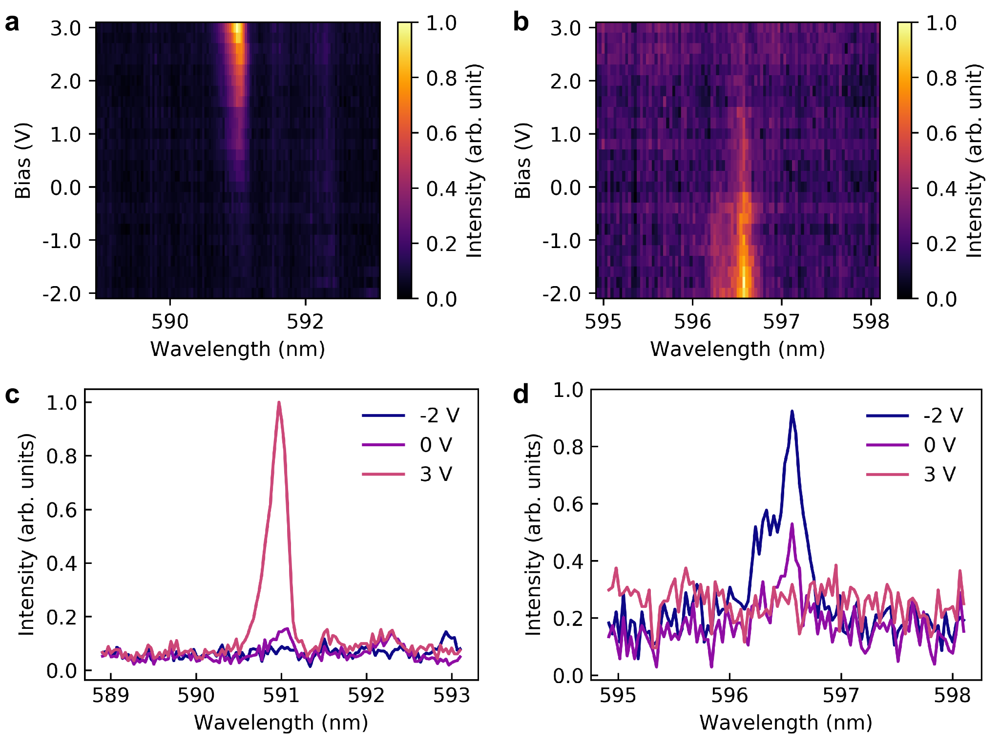 a
3.0
2.0
1.0
0.0
-1.0
-2.0
Bias (V)
590
592
Wavelength (nm)
1.0
0.8
0.6
0.4
0.2
0.0
Intensity (arb. unit)
b
3.0
2.0
1.0
0.0
-1.0
-2.0
Bias (V)
595
596
597
598
Wavelength (nm)
1.0
0.8
0.6
0.4
0.2
0.0
Intensity (arb. unit)
c
1.0
0.8
0.6
0.4
0.2
0.0
Intensity (arb. units)
-2 V
0 V
3 V
589
590
591
592
593
Wavelength (nm)
d
1.0
0.8
0.6
0.4
0.2
0.0
Intensity (arb. units)
-2 V
0 V
3 V
595
596
597
598
Wavelength (nm)